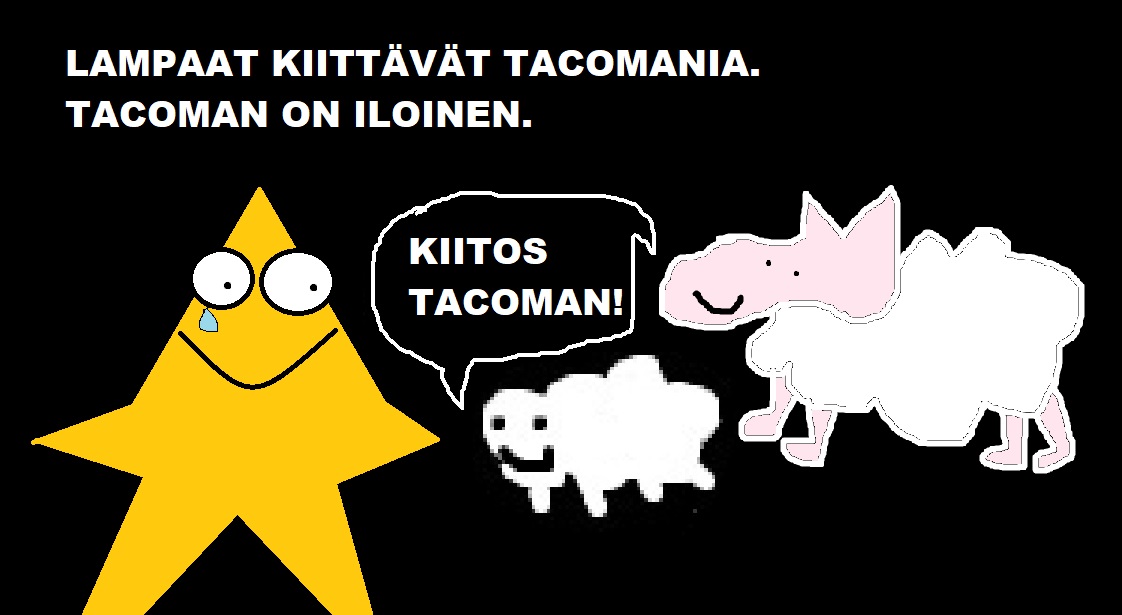 LAMPAAT KIITTÄVÄT TACOMANIA.
TACOMAN ON ILOINEN.
KIITOS
TACOMAN!